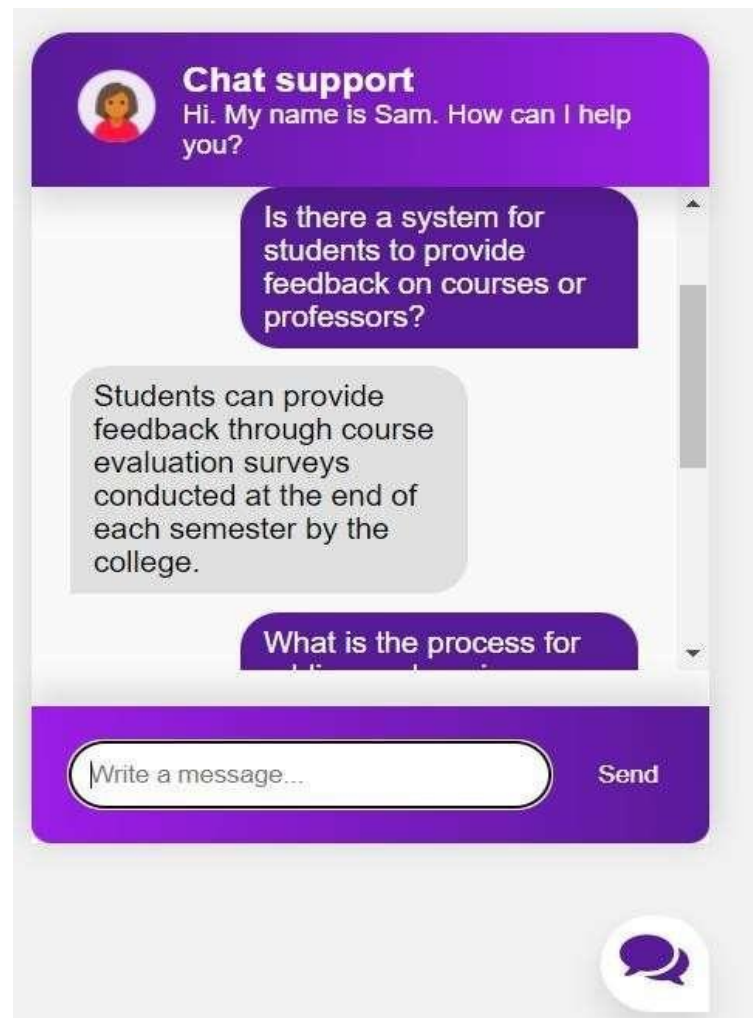 Chat support
Hi. My name is Sam. How can I help
you?
Is there a system for
students to provide
feedback on courses or
professors?
Students can provide
feedback through course
evaluation surveys
conducted at the end of
each semester by the
college.
What is the process for
Write a message...
Send